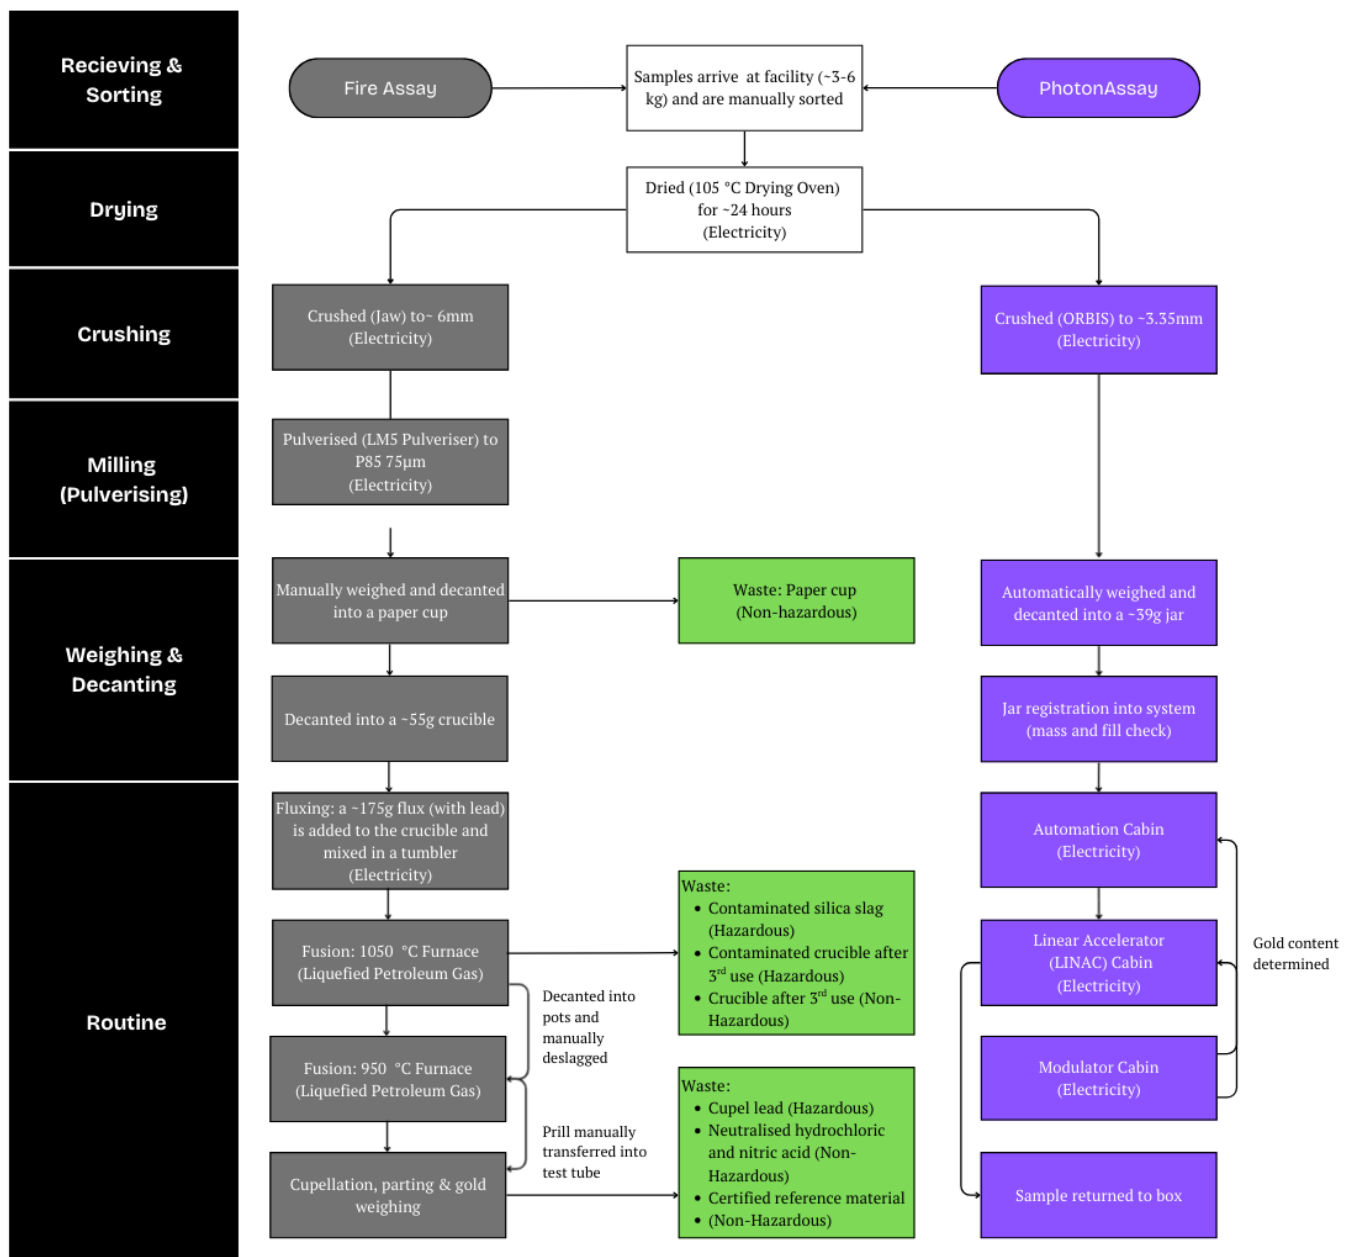 Recieving &
Sorting
Fire Assay
Samples arrive at facility (~3-6
kg) and are manually sorted
PhotonAssay
Drying
Dried (105 °C Drying Oven)
for ~24 hours
(Electricity)
Crushing
Crushed (Jaw) to~ 6mm
(Electricity)
Crushed (ORBIS) to ~3.35mm
(Electricity)
Milling
(Pulverising)
Pulverised (LM5 Pulveriser) to
P85 75µm
(Electricity)
Weighing &
Decanting
Manually weighed and decanted
into a paper cup
Waste: Paper cup
(Non-hazardous)
Automatically weighed and
decanted into a ~39g jar
Decanted into a ~55g crucible
Jar registration into system
(mass and fill check)
Routine
Fluxing: a ~175g flux (with lead)
is added to the crucible and
mixed in a tumbler
(Electricity)
Automation Cabin
(Electricity)
Fusion: 1050 °C Furnace
(Liquefied Petroleum Gas)
Waste:
• Contaminated silica slag
(Hazardous)
• Contaminated crucible after
3rd use (Hazardous)
• Crucible after 3rd use (Non-
Hazardous)
Linear Accelerator
(LINAC) Cabin
(Electricity)
Gold content
determined
Decanted into
pots and
manually
deslagged
Fusion: 950 °C Furnace
(Liquefied Petroleum Gas)
Modulator Cabin
(Electricity)
Prill manually
transferred into
test tube
Waste:
• Cupel lead (Hazardous)
• Neutralised hydrochloric
and nitric acid (Non-
Hazardous)
• Certified reference material
• (Non-Hazardous)
Cupellation, parting & gold
weighing
Sample returned to box